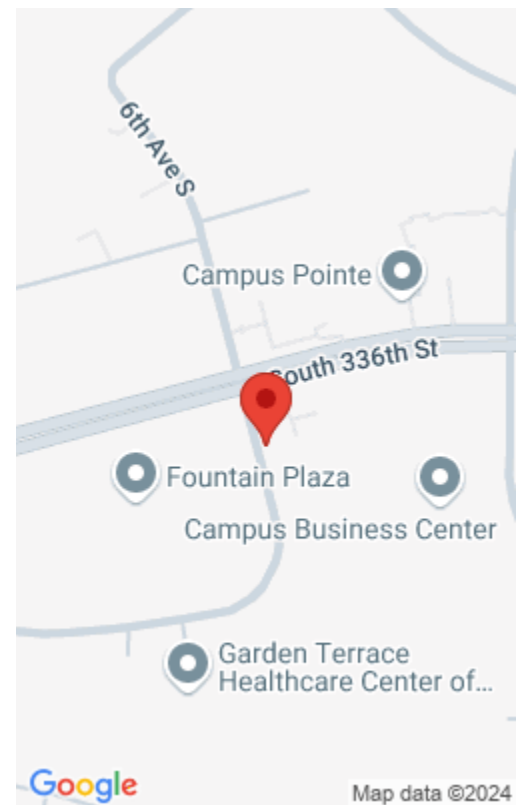 6th Ave S
Campus Pointe
South 336th St
Fountain Plaza
Campus Business Center
Garden Terrace
Healthcare Center of...
Google
Map data ©2024